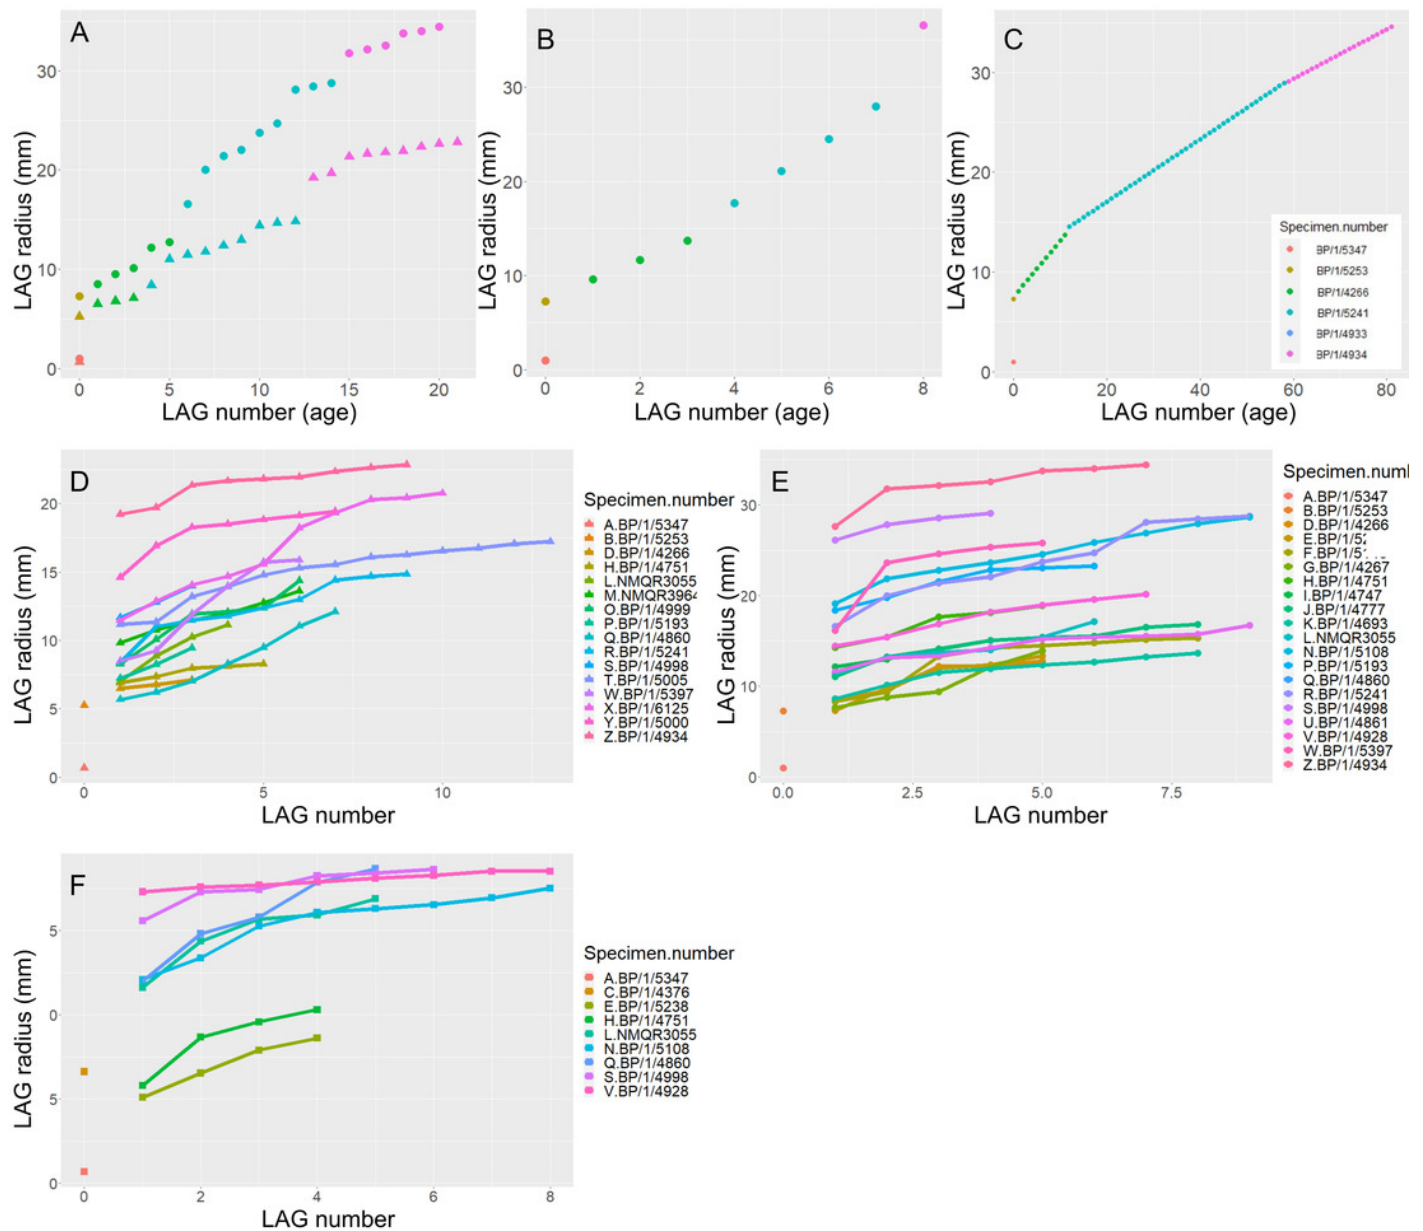 A
LAG radius (mm)
30
20
10
0
0
5
10
15
20
LAG number (age)
B
LAG radius (mm)
30
20
10
0
0
2
4
6
8
LAG number (age)
C
LAG radius (mm)
30
20
10
0
0
20
40
60
80
LAG number (age)
Specimen.number
BP/1/5347
BP/1/5253
BP/1/4266
BP/1/5241
BP/1/4933
BP/1/4934
D
LAG radius (mm)
20
15
10
5
0
0
5
10
LAG number
Specimen.number
A.BP/1/5347
B.BP/1/5253
D.BP/1/4266
H.BP/1/4751
L.NMQR3055
M.NMQR3964
O.BP/1/4999
P.BP/1/5193
Q.BP/1/4860
R.BP/1/5241
S.BP/1/4998
T.BP/1/5005
W.BP/1/5397
X.BP/1/6125
Y.BP/1/5000
Z.BP/1/4934
E
LAG radius (mm)
30
20
10
0
0.0
2.5
5.0
7.5
LAG number
A.BP/1/5347
B.BP/1/5253
D.BP/1/4266
G.BP/1/4267
H.BP/1/4751
I.BP/1/4747
J.BP/1/4777
K.BP/1/4693
L.NMQR3055
N.BP/1/5108
P.BP/1/5193
Q.BP/1/4860
R.BP/1/5241
S.BP/1/4998
U.BP/1/4861
V.BP/1/4928
W.BP/1/5397
Z.BP/1/4934
F
LAG radius (mm)
5
0
5
0
0
2
4
6
8
LAG number
Specimen.number
A.BP/1/5347
C.BP/1/4376
E.BP/1/5238
H.BP/1/4751
L.NMQR3055
N.BP/1/5108
Q.BP/1/4860
S.BP/1/4998
V.BP/1/4928